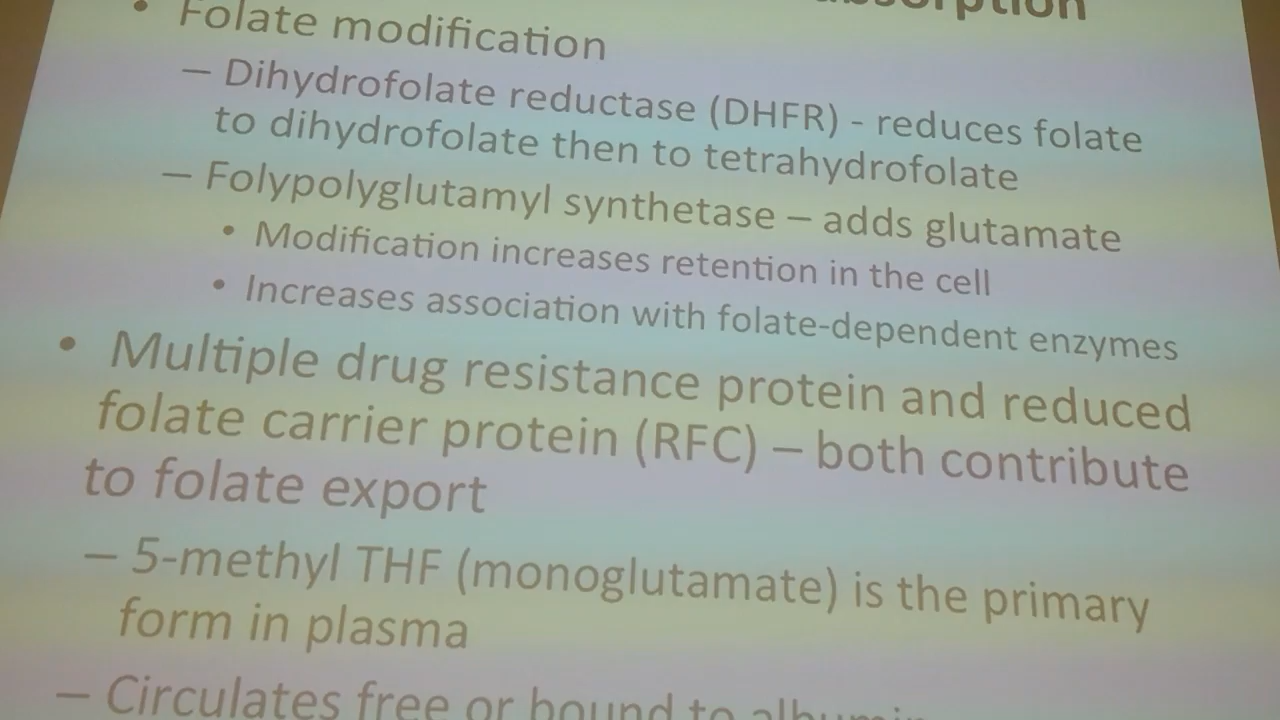 absorption
• Folate modification
– Dihydrofolate reductase (DHFR) - reduces folate
to dihydrofolate then to tetrahydrofolate
– Folypolyglutamyl synthetase – adds glutamate
• Modification increases retention in the cell
• Increases association with folate-dependent enzymes
• Multiple drug resistance protein and reduced
folate carrier protein (RFC) – both contribute
to folate export
– 5-methyl THF (monoglutamate) is the primary
form in plasma
– Circulates free or bound to albumin